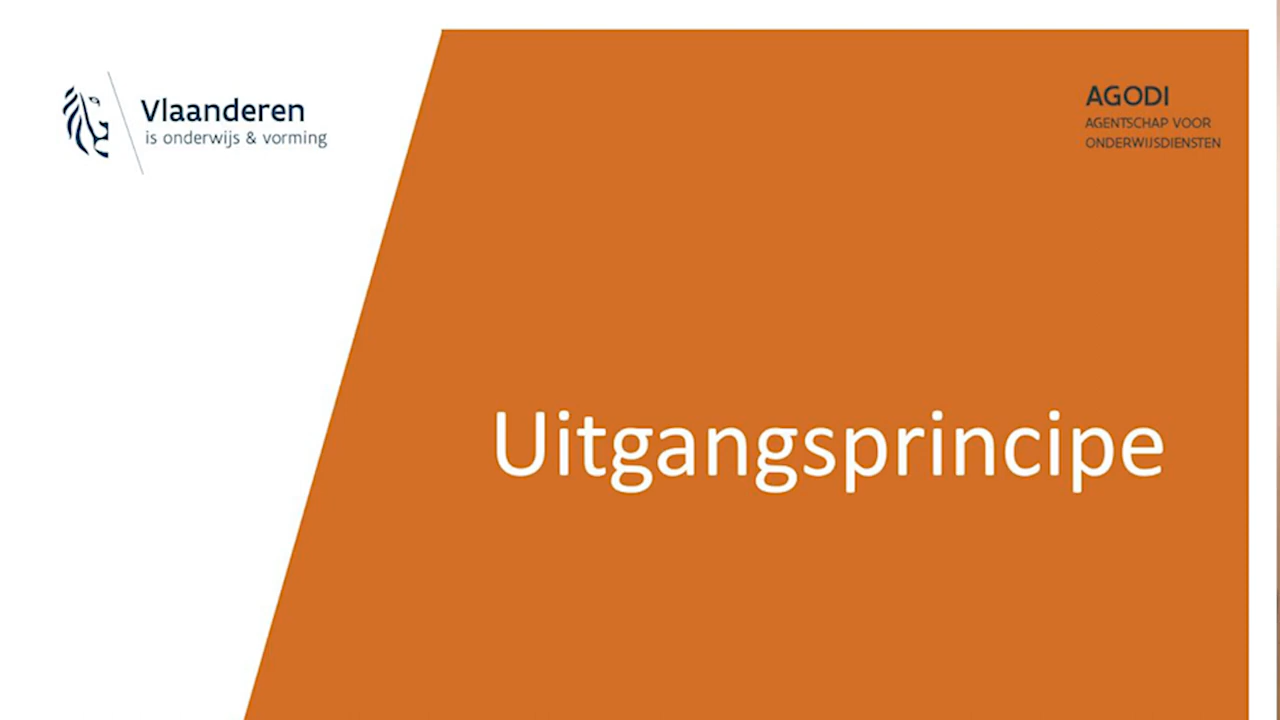 Vlaanderen
is onderwijs & vorming
AGODI
AGENTSCHAP VOOR
ONDERWIJSDIENSTEN
Uitgangsprincipe